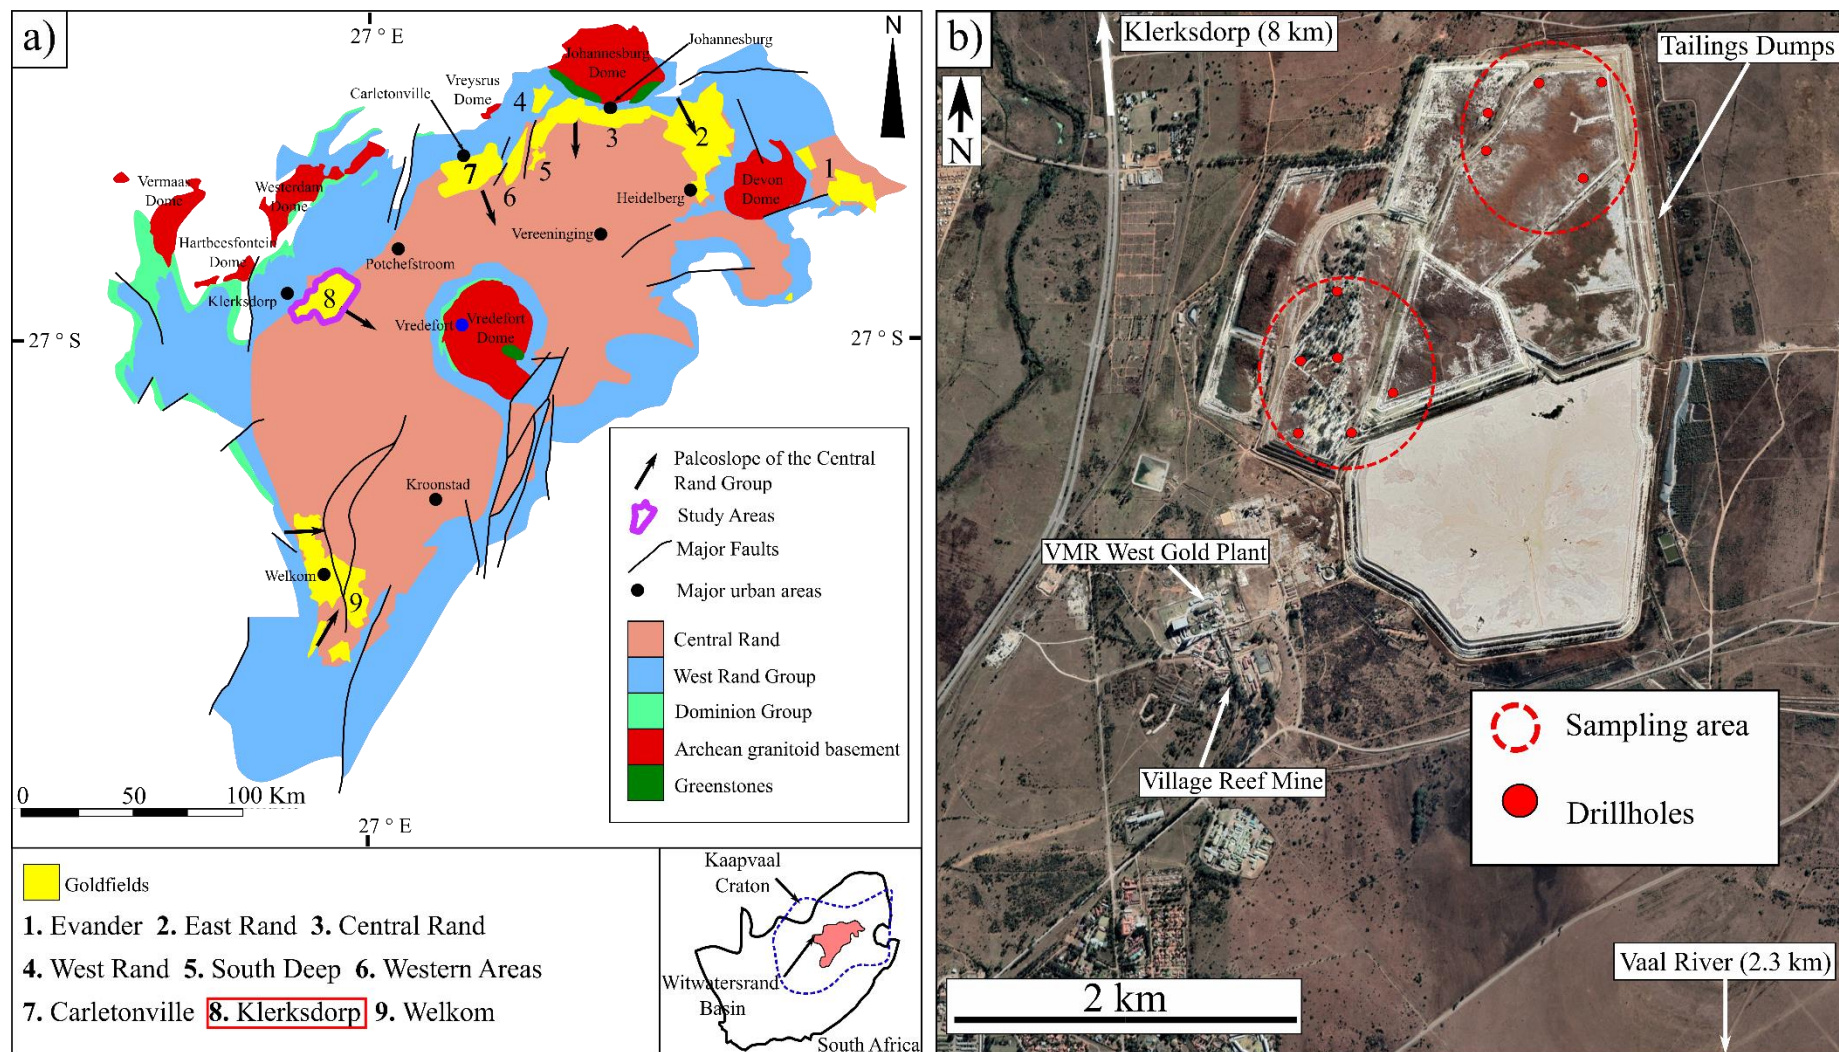 a)
27 ° E
N
Johannesburg
Johannesburg
Dome
Vreysrus
Dome
Carletonville
4
3
2
1
7
6
5
Vermaas
Dome
Westerdam
Dome
Devon
Dome
Heidelberg
Hartbeesfontein
Dome
Vereeninging
Potchefstroom
Klerksdorp
8
27 ° S
27 ° S
Vredefort
Vredefort
Dome
Kroonstad
Welkom
9
Paleoslope of the Central
Rand Group
Study Areas
Major Faults
Major urban areas
Central Rand
West Rand Group
Dominion Group
Archean granitoid basement
Greenstones
0 50 100 Km
27 ° E
Goldfields
1. Evander 2. East Rand 3. Central Rand
4. West Rand 5. South Deep 6. Western Areas
7. Carletonville 8. Klerksdorp 9. Welkom
Kaapvaal
Craton
Witwatersrand
Basin
South Africa
b)
Klerksdorp (8 km)
Tailings Dumps
N
VMR West Gold Plant
Village Reef Mine
Sampling area
Drillholes
Vaal River (2.3 km)
2 km